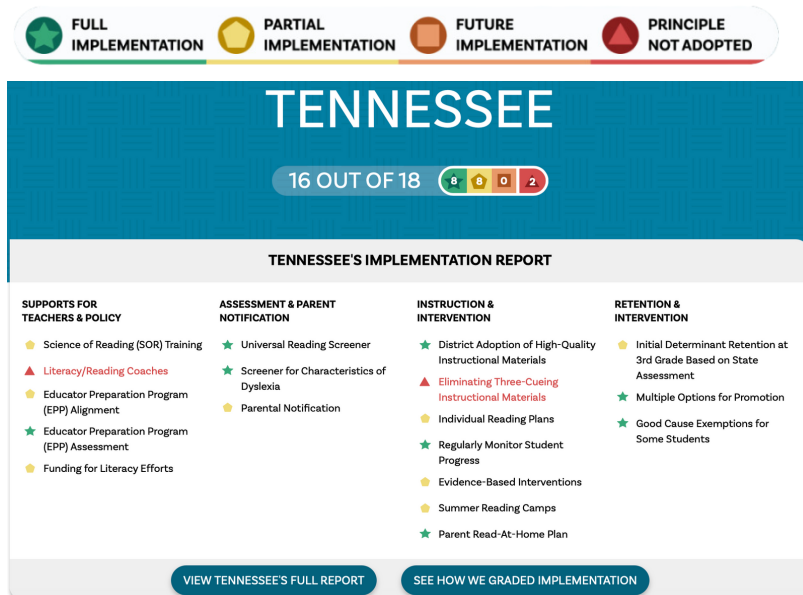 FULL
IMPLEMENTATION
PARTIAL
IMPLEMENTATION
FUTURE
IMPLEMENTATION
PRINCIPLE
NOT ADOPTED
TENNESSEE
16 OUT OF 18
8 8 0 2
TENNESSEE'S IMPLEMENTATION REPORT
SUPPORTS FOR
TEACHERS & POLICY
Science of Reading (SOR) Training
Literacy/Reading Coaches
Educator Preparation Program
(EPP) Alignment
Educator Preparation Program
(EPP) Assessment
Funding for Literacy Efforts
ASSESSMENT & PARENT
NOTIFICATION
Universal Reading Screener
Screener for Characteristics of
Dyslexia
Parental Notification
INSTRUCTION &
INTERVENTION
District Adoption of High-Quality
Instructional Materials
Eliminating Three-Cueing
Instructional Materials
Individual Reading Plans
Regularly Monitor Student
Progress
Evidence-Based Interventions
Summer Reading Camps
Parent Read-At-Home Plan
RETENTION &
INTERVENTION
Initial Determinant Retention at
3rd Grade Based on State
Assessment
Multiple Options for Promotion
Good Cause Exemptions for
Some Students
VIEW TENNESSEE'S FULL REPORT
SEE HOW WE GRADED IMPLEMENTATION